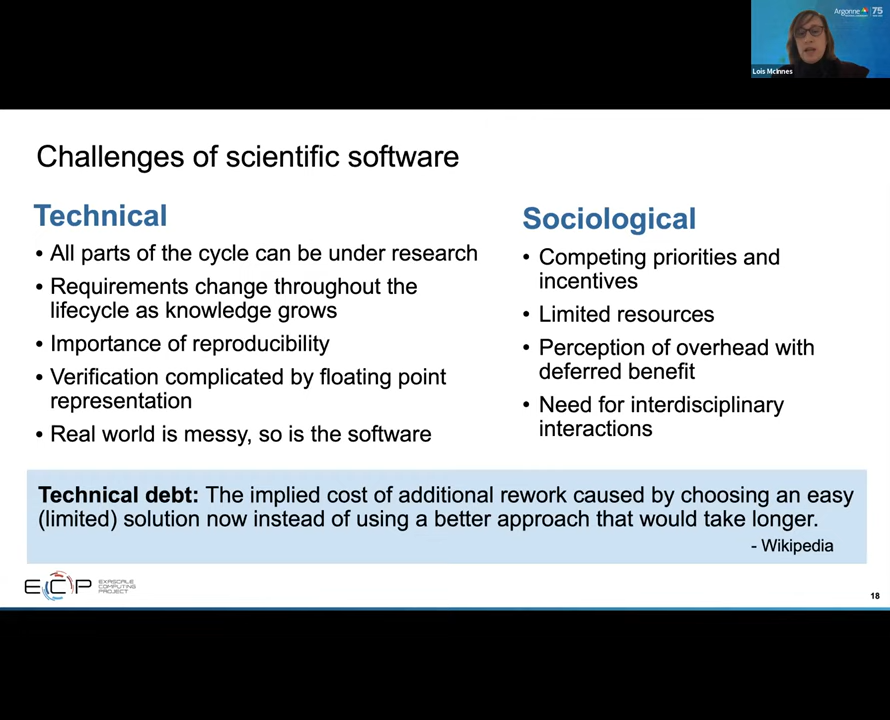 Argonne 75
Lois McInnes
Challenges of scientific software
Technical
• All parts of the cycle can be under research
• Requirements change throughout the
lifecycle as knowledge grows
• Importance of reproducibility
• Verification complicated by floating point
representation
• Real world is messy, so is the software
Sociological
• Competing priorities and
incentives
• Limited resources
• Perception of overhead with
deferred benefit
• Need for interdisciplinary
interactions
Technical debt: The implied cost of additional rework caused by choosing an easy
(limited) solution now instead of using a better approach that would take longer.
- Wikipedia
ECP
EXASCALE
COMPUTING
PROJECT
18